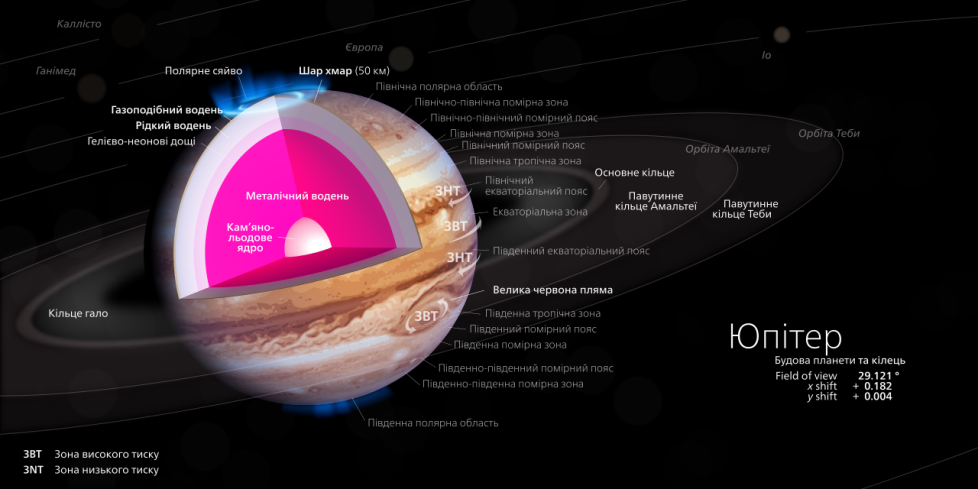 Каллісто
Європа
Іо
Ганімед
Полярне сяйво
Шар хмар (50 км)
Північна полярна область
Газоподібний водень
Північно-північна помірна зона
Рідкий водень
Північно-північний помірний пояс
Гелієво-неонові дощі
Північна помірна зона
Північний помірний пояс
Північна тропічна зона
Орбіта Теби
Орбіта Амальтеї
Основне кільце
Північний
екваторіальний пояс
ЗНТ
Металічний водень
Павутинне
кільце Амальтеї
Павутинне
кільце Теби
Екваторіальна зона
ЗВТ
Кам’яно-
льодове
ядро
Південний екваторіальний пояс
ЗНТ
Велика червона пляма
Кільце гало
ЗВТ
Південна тропічна зона
Південний помірний пояс
Південна помірна зона
Південно-південний помірний пояс
Південно-південна помірна зона
Південна полярна область
Юпітер
Будова планети та кілець
Field of view 29.121 °
x shift + 0.182
y shift + 0.004
ЗВТ Зона високого тиску
ЗNT Зона низького тиску